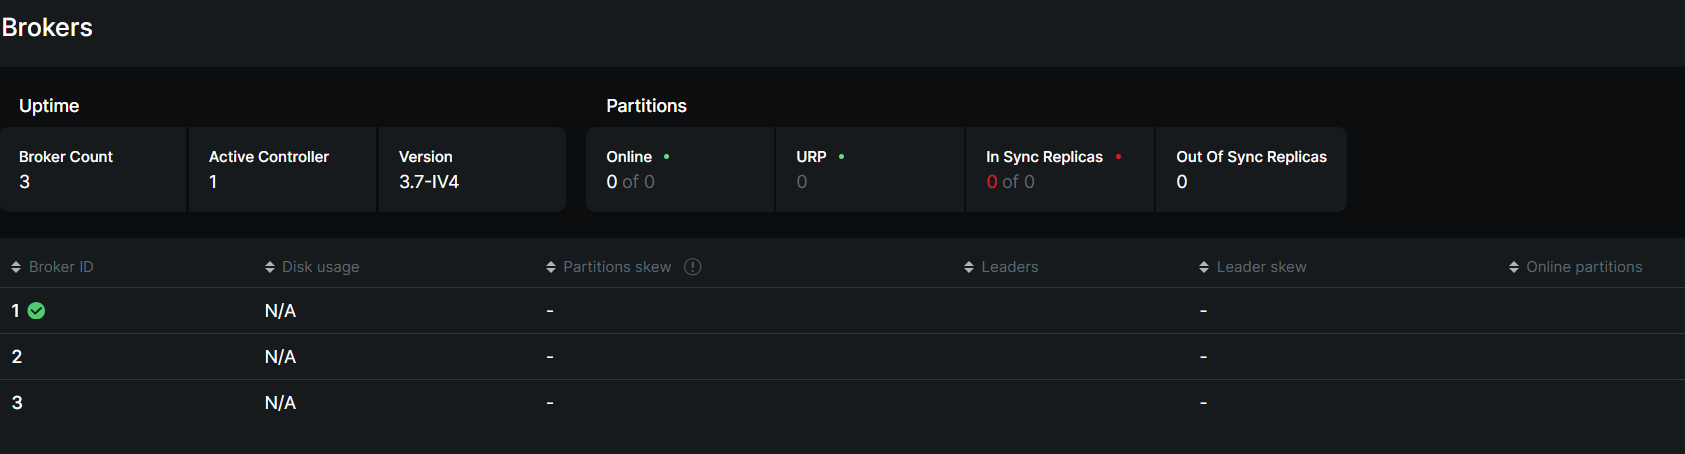 Brokers
Uptime
Partitions
Broker Count
Active Controller
Version
Online
URP
In Sync Replicas
Out Of Sync Replicas
3
1
3.7-IV4
0 of 0
0
0 of 0
0
Broker ID
Disk usage
Partitions skew
Leaders
Leader skew
Online partitions
1 N/A - -
2 N/A - -
3 N/A - -